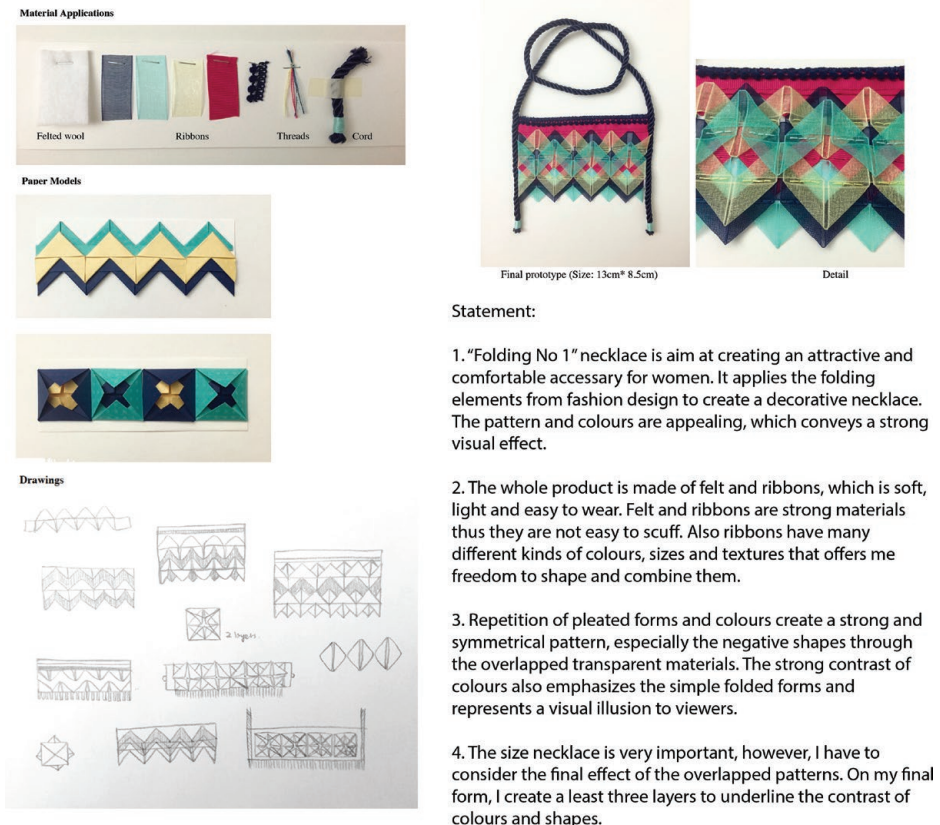 Material Applications
Felted wool
Ribbons
Threads
Cord
Paper Models
Drawings
2 layers.
Final prototype (Size: 13cm* 8.5cm)
Detail
Statement:
1. “Folding No 1” necklace is aim at creating an attractive and
comfortable accessary for women. It applies the folding
elements from fashion design to create a decorative necklace.
The pattern and colours are appealing, which conveys a strong
visual effect.
2. The whole product is made of felt and ribbons, which is soft,
light and easy to wear. Felt and ribbons are strong materials
thus they are not easy to scuff. Also ribbons have many
different kinds of colours, sizes and textures that offers me
freedom to shape and combine them.
3. Repetition of pleated forms and colours create a strong and
symmetrical pattern, especially the negative shapes through
the overlapped transparent materials. The strong contrast of
colours also emphasizes the simple folded forms and
represents a visual illusion to viewers.
4. The size necklace is very important, however, I have to
consider the final effect of the overlapped patterns. On my final
form, I create a least three layers to underline the contrast of
colours and shapes.